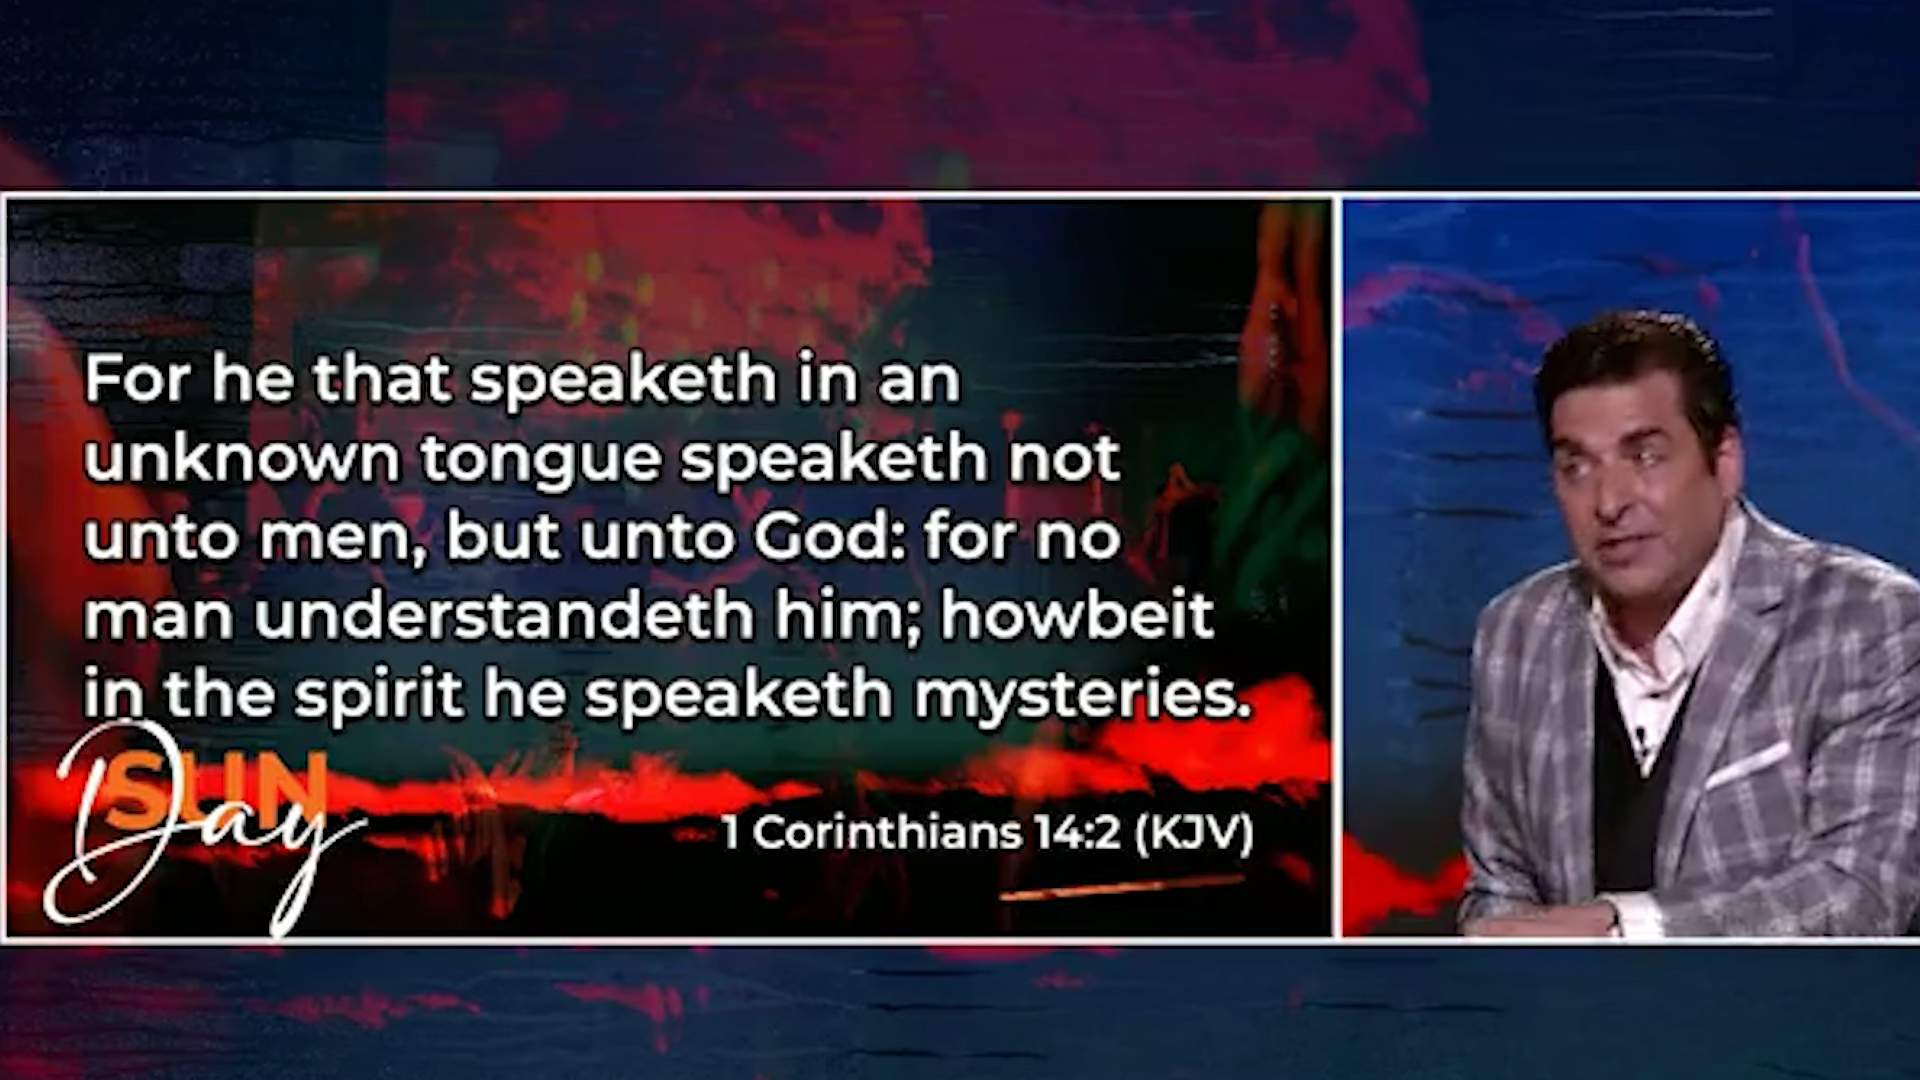 For he that speaketh in an
unknown tongue speaketh not
unto men, but unto God: for no
man understandeth him; howbeit
in the spirit he speaketh mysteries.
SUN
Day
1 Corinthians 14:2 (KJV)